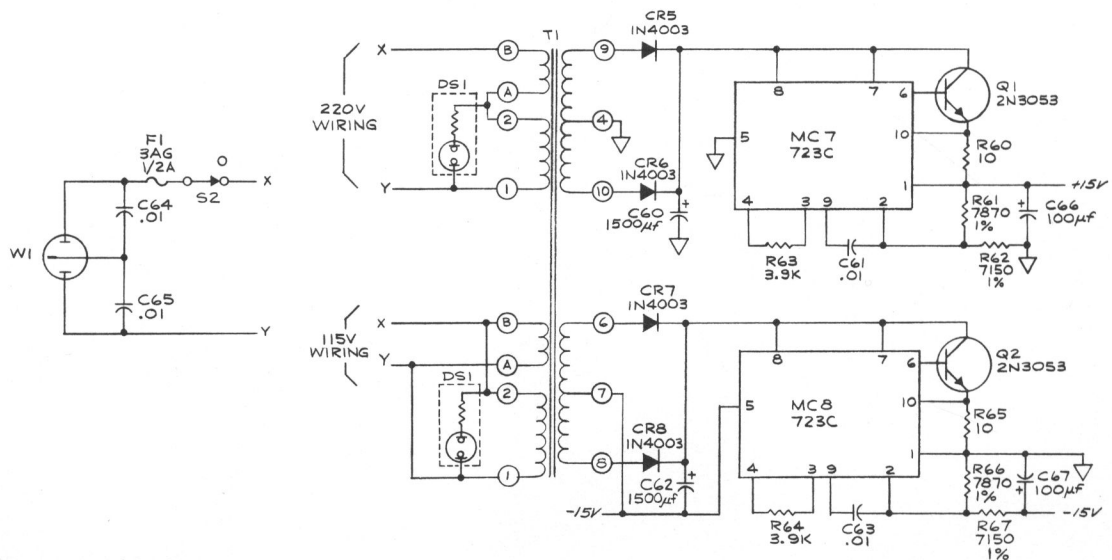 W1
F1
3AG
1/2A
S2
C64
.01
C65
.01
X
Y
220V
WIRING
X
Y
DS1
B
A
2
1
T1
9
4
10
CR5
1N4003
CR6
1N4003
C60
1500µf
+
8
7
6
10
5
MC7
723C
1
4
3
9
2
R63
3.9K
C61
.01
Q1
2N3053
R60
10
R61
7870
1%
R62
7150
1%
+
C66
100µf
+15V
115V
WIRING
X
Y
DS1
B
A
2
1
6
7
8
CR7
1N4003
CR8
1N4003
C62
1500µf
+
-15V
8
7
6
10
5
MC8
723C
1
4
3
9
2
R64
3.9K
C63
.01
Q2
2N3053
R65
10
R66
7870
1%
R67
7150
1%
+
C67
100µf
-15V